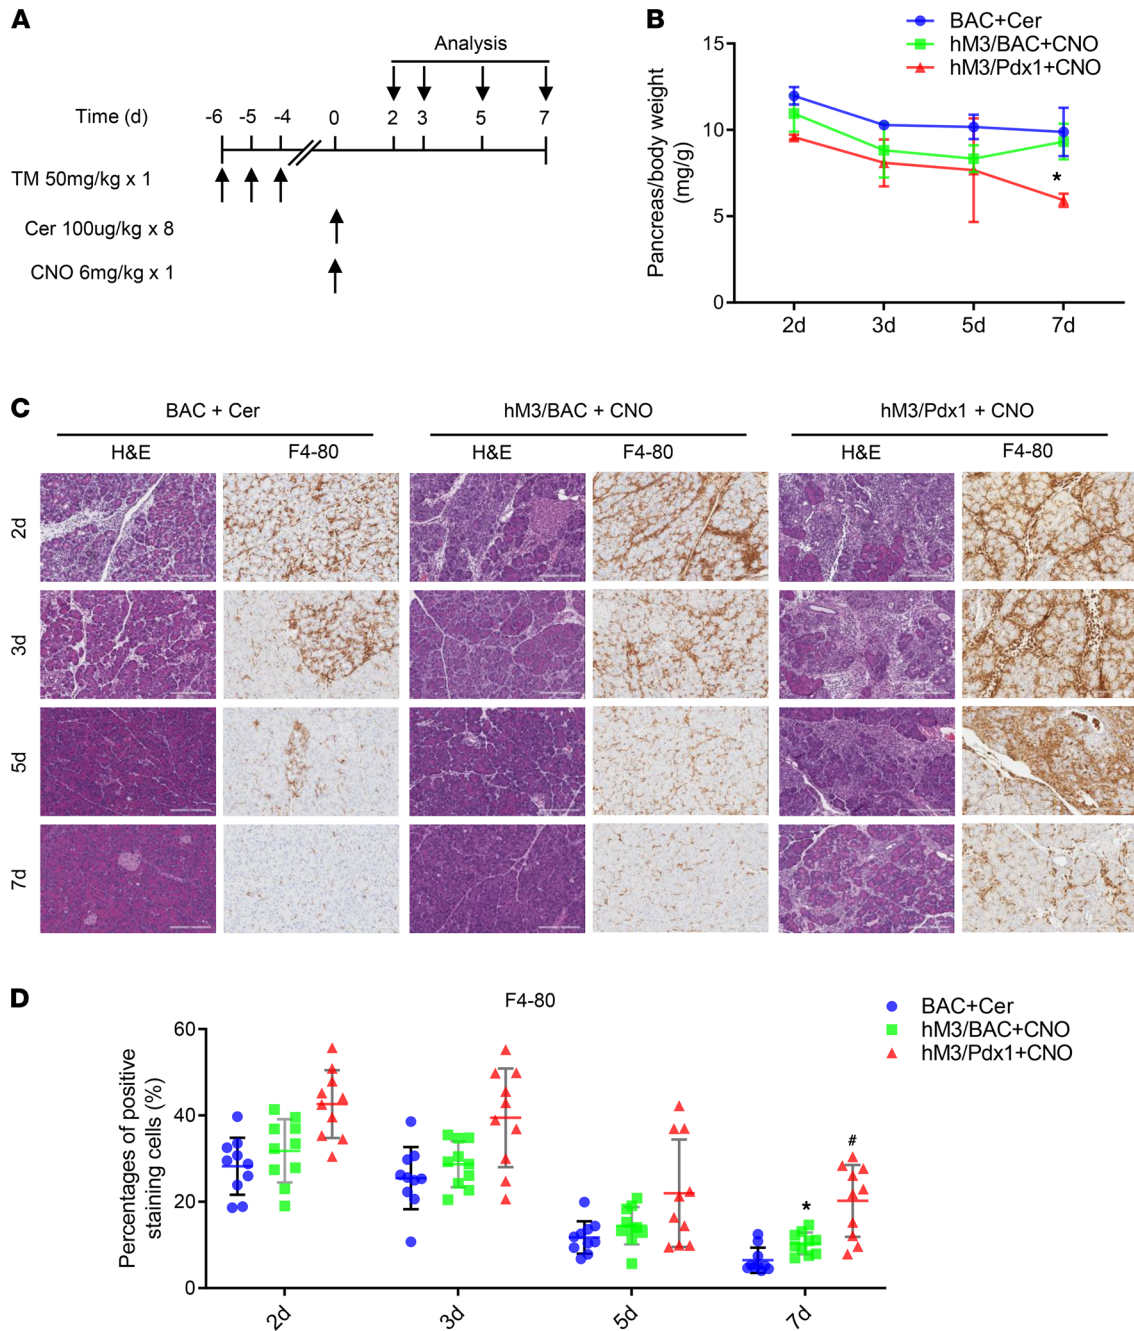 A
Analysis
Time (d)
-6 -5 -4 0 2 3 5 7
TM 50mg/kg x 1
Cer 100ug/kg x 8
CNO 6mg/kg x 1
B
BAC+Cer
hM3/BAC+CNO
hM3/Pdx1+CNO
Pancreas/body weight
(mg/g)
15
10
5
0
*
2d 3d 5d 7d
C
BAC + Cer hM3/BAC + CNO hM3/Pdx1 + CNO
H&E F4-80 H&E F4-80 H&E F4-80
2d
3d
5d
7d
D
F4-80
BAC+Cer
hM3/BAC+CNO
hM3/Pdx1+CNO
Percentages of positive
staining cells (%)
60
40
20
0
* #
2d 3d 5d 7d